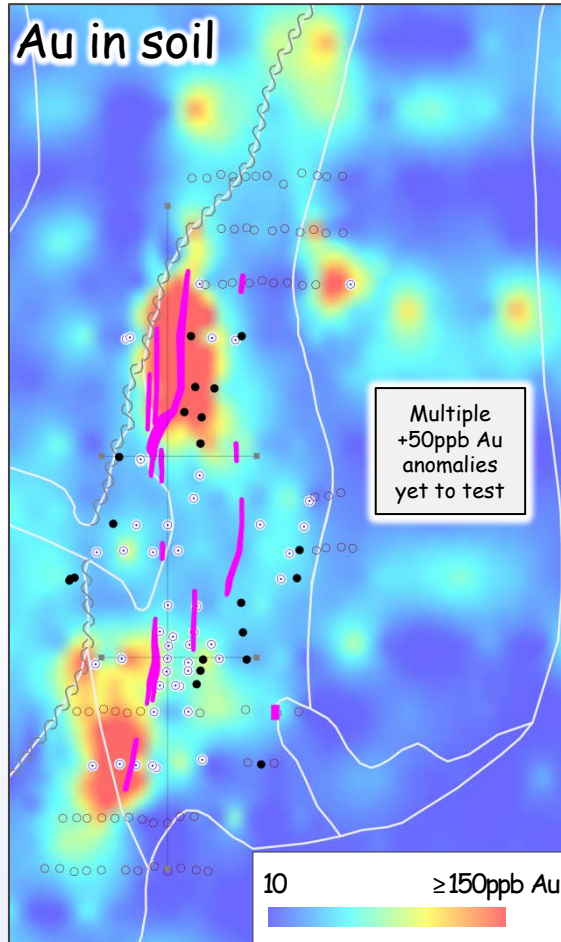 Au in soil
Multiple
+50ppb Au
anomalies
yet to test
10 ≥150ppb Au